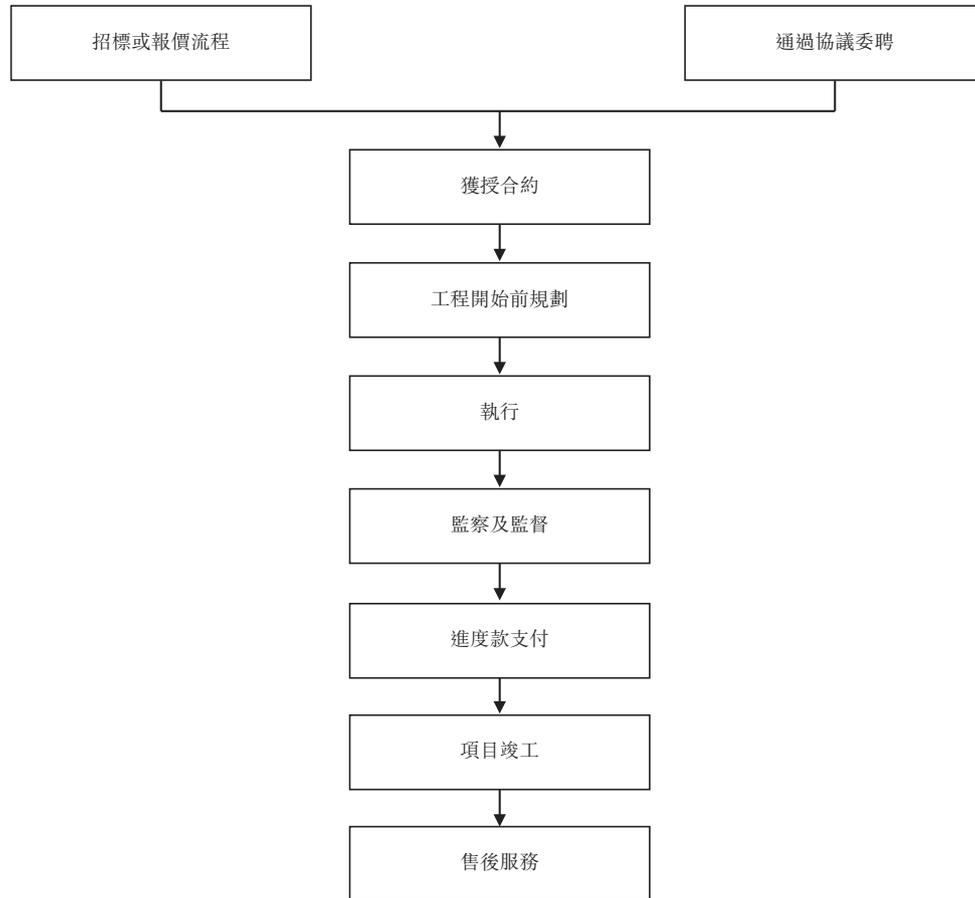 招標或報價流程
通過協議委聘
獲授合約
工程開始前規劃
執行
監察及監督
進度款支付
項目竣工
售後服務